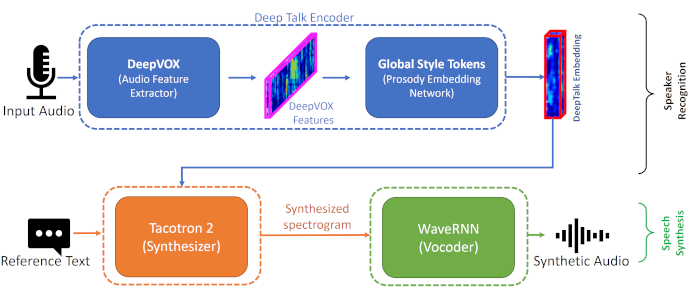 Deep Talk Encoder
DeepVOX
(Audio Feature
Extractor)
Global Style Tokens
(Prosody Embedding
Network)
Input Audio
DeepVOX
Features
DeepTalk Embedding
Speaker
Recognition
Reference Text
Tacotron 2
(Synthesizer)
Synthesized
spectrogram
WaveRNN
(Vocoder)
Synthetic Audio
Speech
Synthesis